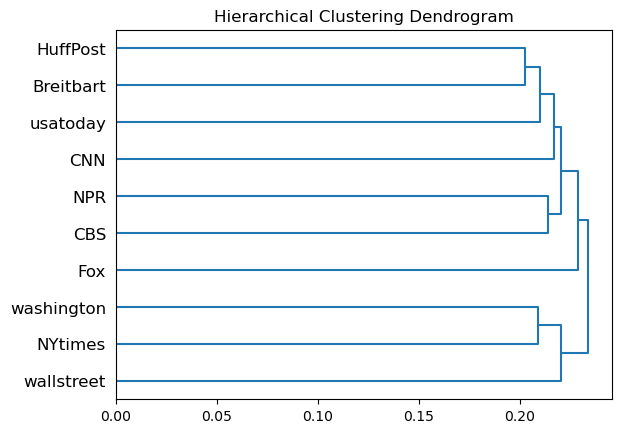 Hierarchical Clustering Dendrogram
HuffPost
Breitbart
usatoday
CNN
NPR
CBS
Fox
washington
NYtimes
wallstreet
0.00 0.05 0.10 0.15 0.20